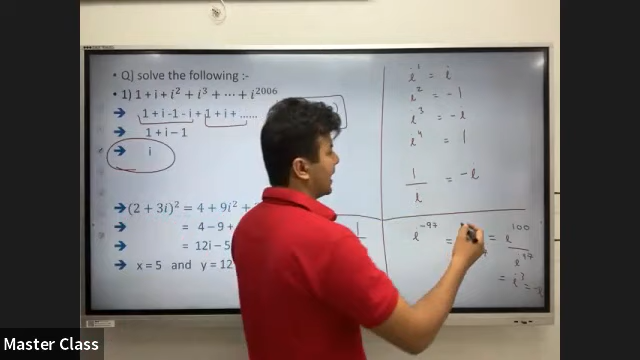 Q] solve the following :-
1) 1 + i + i² + i³ + ⋯ + i²⁰⁰⁶
1 + i -1 - i + 1 + i + ......
1 + i − 1
i
(2 + 3i)² = 4 + 9i²
= 4 − 9
= 12i − 5
x = 5 and y = 12
i¹ = i
i² = -1
i³ = -i
i⁴ = 1
1/i = -i
i⁻⁹⁷ = = i¹⁰⁰/i⁹⁷
= i³ = -i
Master Class